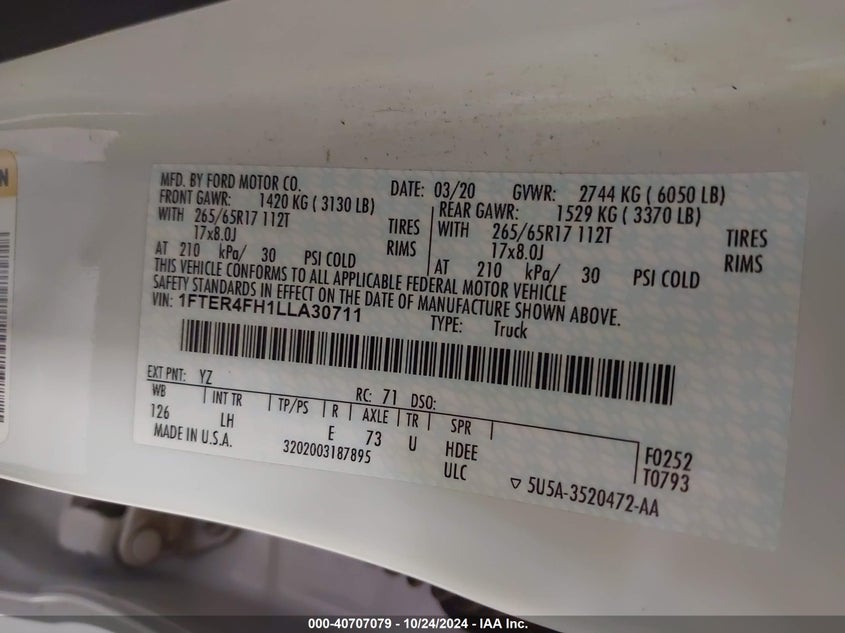 N
MFD. BY FORD MOTOR CO. DATE: 03/20 GVWR: 2744 KG ( 6050 LB)
FRONT GAWR: 1420 KG ( 3130 LB) REAR GAWR: 1529 KG ( 3370 LB)
WITH 265/65R17 112T TIRES WITH 265/65R17 112T TIRES
17x8.0J RIMS 17x8.0J RIMS
AT 210 kPa/ 30 PSI COLD AT 210 kPa/ 30 PSI COLD
THIS VEHICLE CONFORMS TO ALL APPLICABLE FEDERAL MOTOR VEHICLE
SAFETY STANDARDS IN EFFECT ON THE DATE OF MANUFACTURE SHOWN ABOVE.
VIN: 1FTER4FH1LLA30711 TYPE: Truck
EXT PNT: YZ RC: 71 DSO:
WB INT TR TP/PS R AXLE TR SPR
126 LH E 73 U HDEE F0252
ULC T0793
MADE IN U.S.A. 3202003187895 ▽ 5U5A-3520472-AA
000-40707079 - 10/24/2024 - IAA Inc.